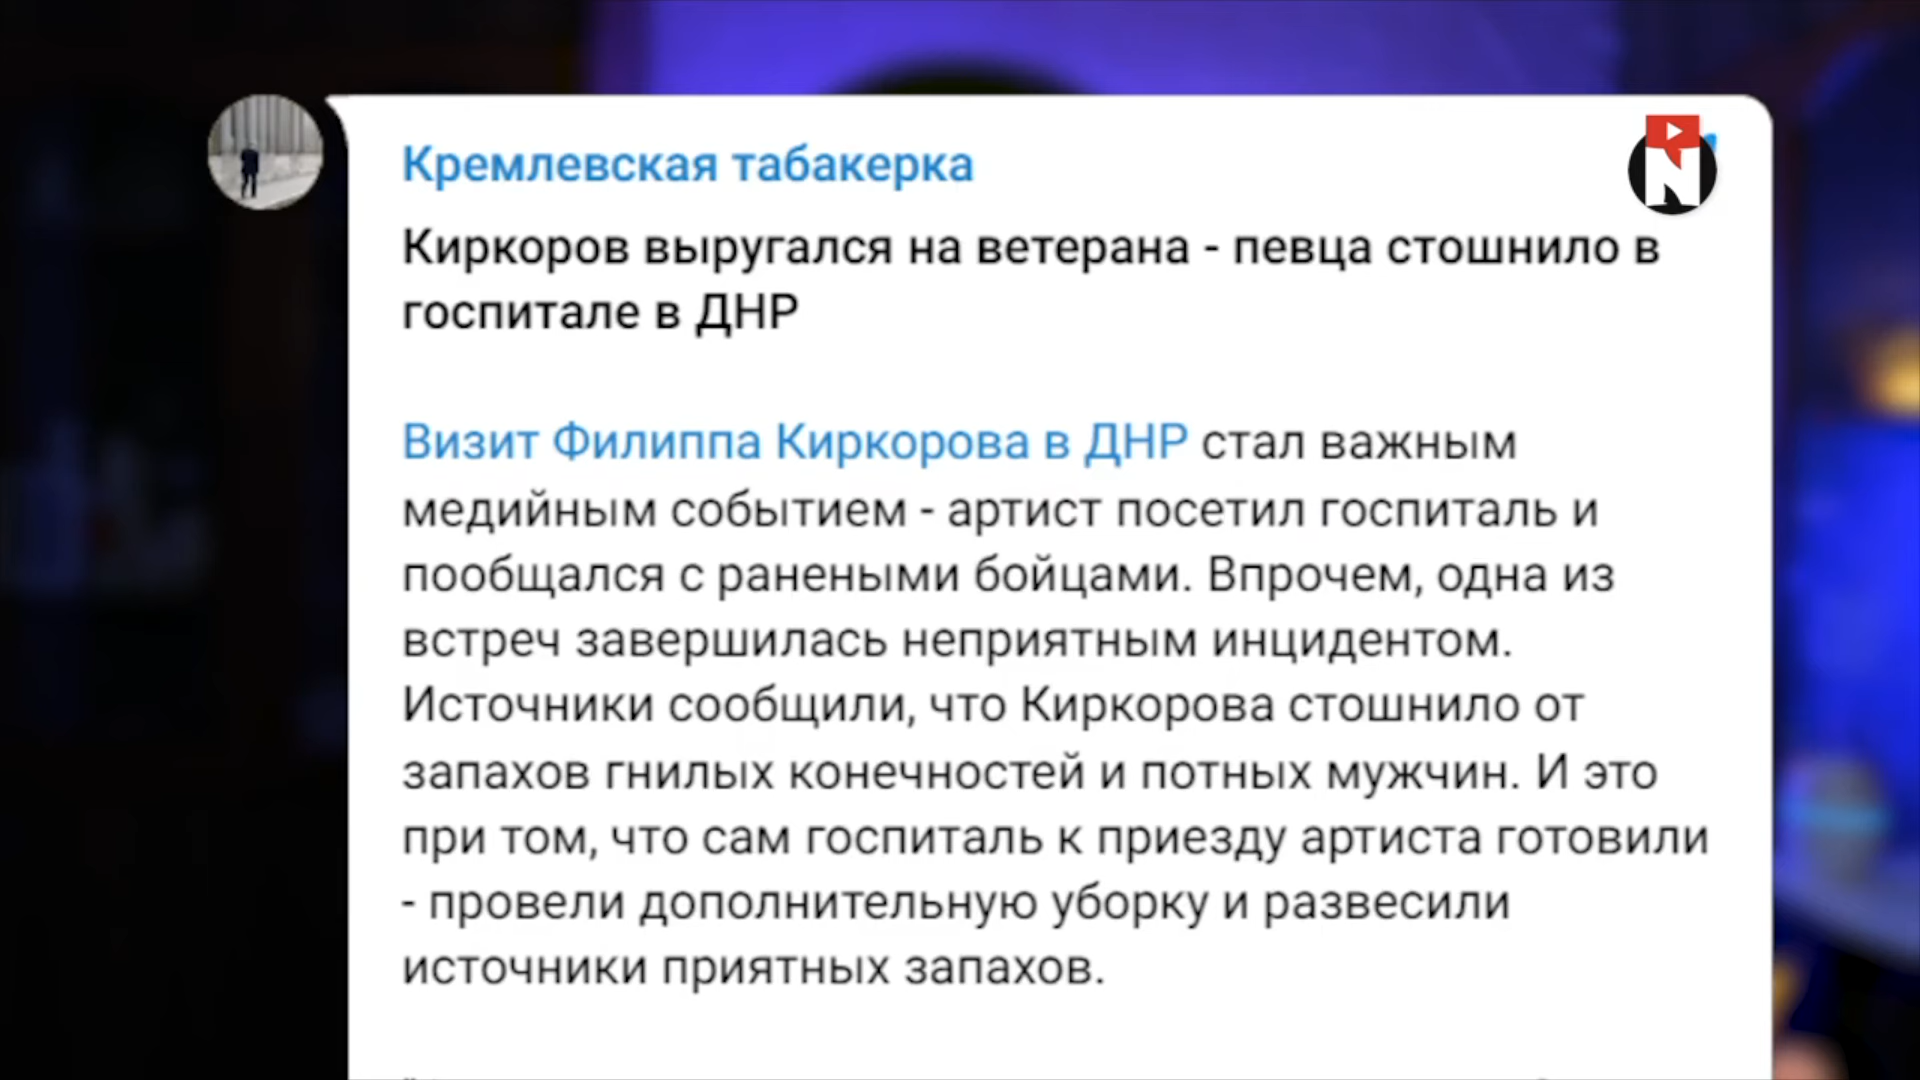 Кремлевская табакерка
N
Киркоров выругался на ветерана - певца стошнило в
госпитале в ДНР
Визит Филиппа Киркорова в ДНР стал важным
медийным событием - артист посетил госпиталь и
пообщался с ранеными бойцами. Впрочем, одна из
встреч завершилась неприятным инцидентом.
Источники сообщили, что Киркорова стошнило от
запахов гнилых конечностей и потных мужчин. И это
при том, что сам госпиталь к приезду артиста готовили
- провели дополнительную уборку и развесили
источники приятных запахов.